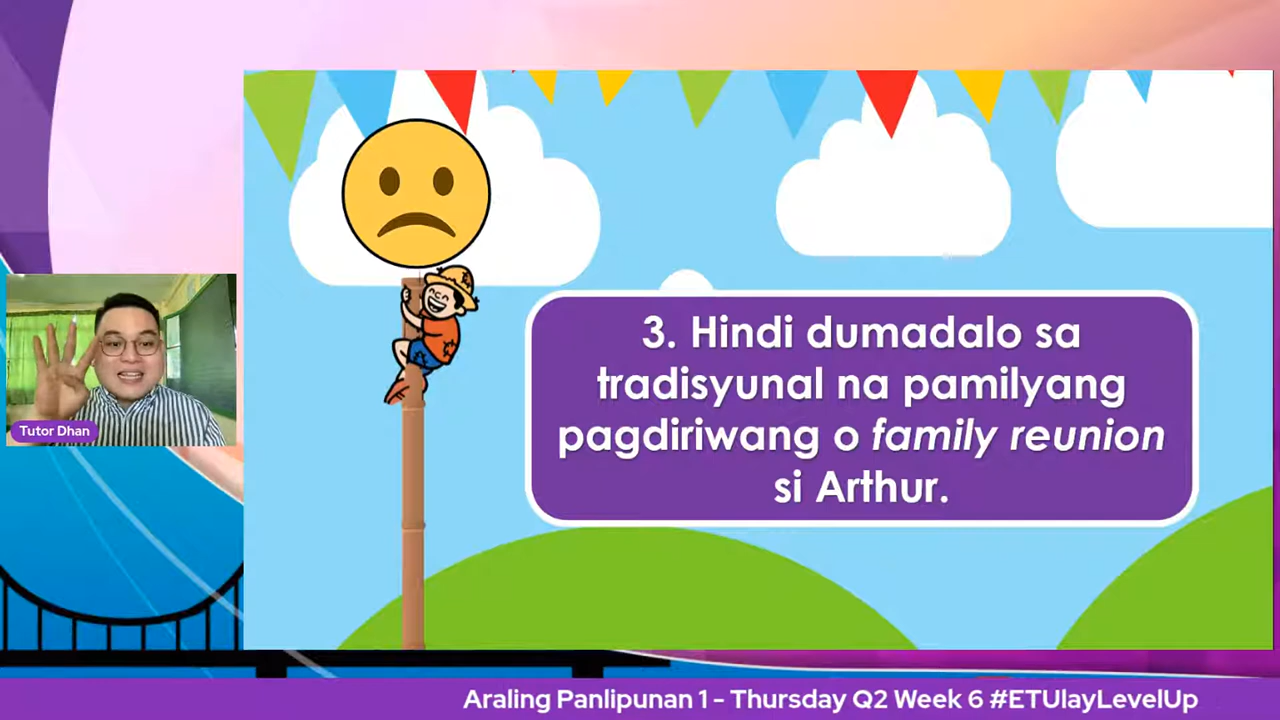 3. Hindi dumadalo sa
tradisyunal na pamilyang
pagdiriwang o family reunion
si Arthur.
Tutor Dhan
Araling Panlipunan 1 - Thursday Q2 Week 6 #ETUlayLevelUp